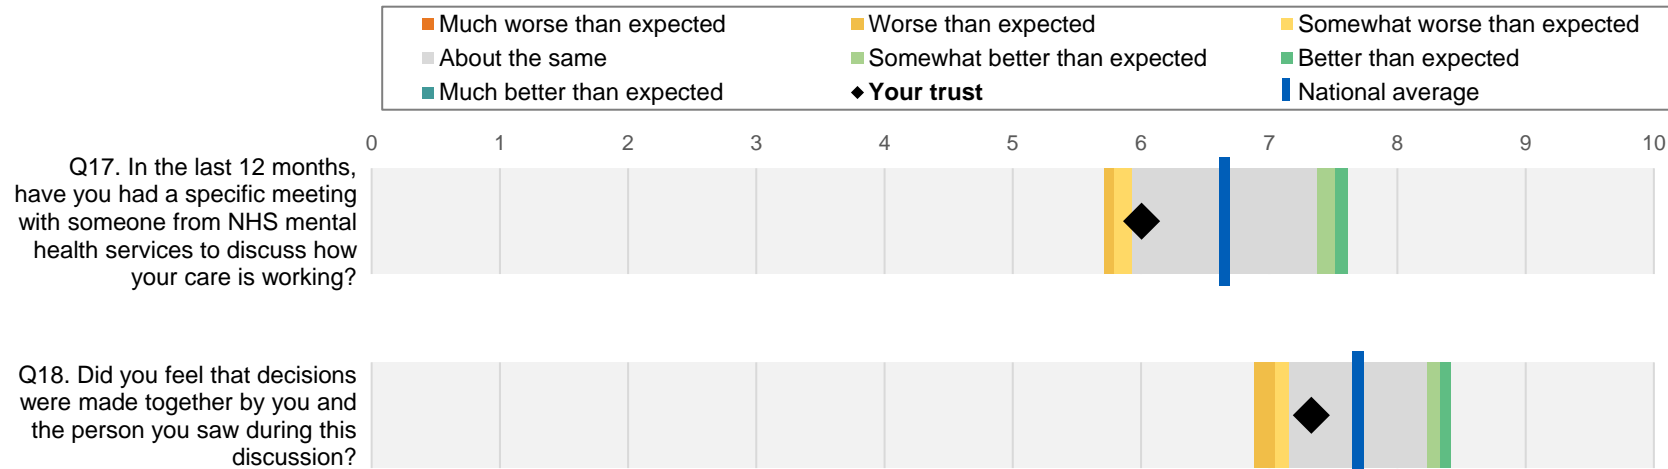 Much worse than expected
Worse than expected
Somewhat worse than expected
About the same
Somewhat better than expected
Better than expected
Much better than expected
Your trust
National average
0 1 2 3 4 5 6 7 8 9 10
Q17. In the last 12 months,
have you had a specific meeting
with someone from NHS mental
health services to discuss how
your care is working?
Q18. Did you feel that decisions
were made together by you and
the person you saw during this
discussion?